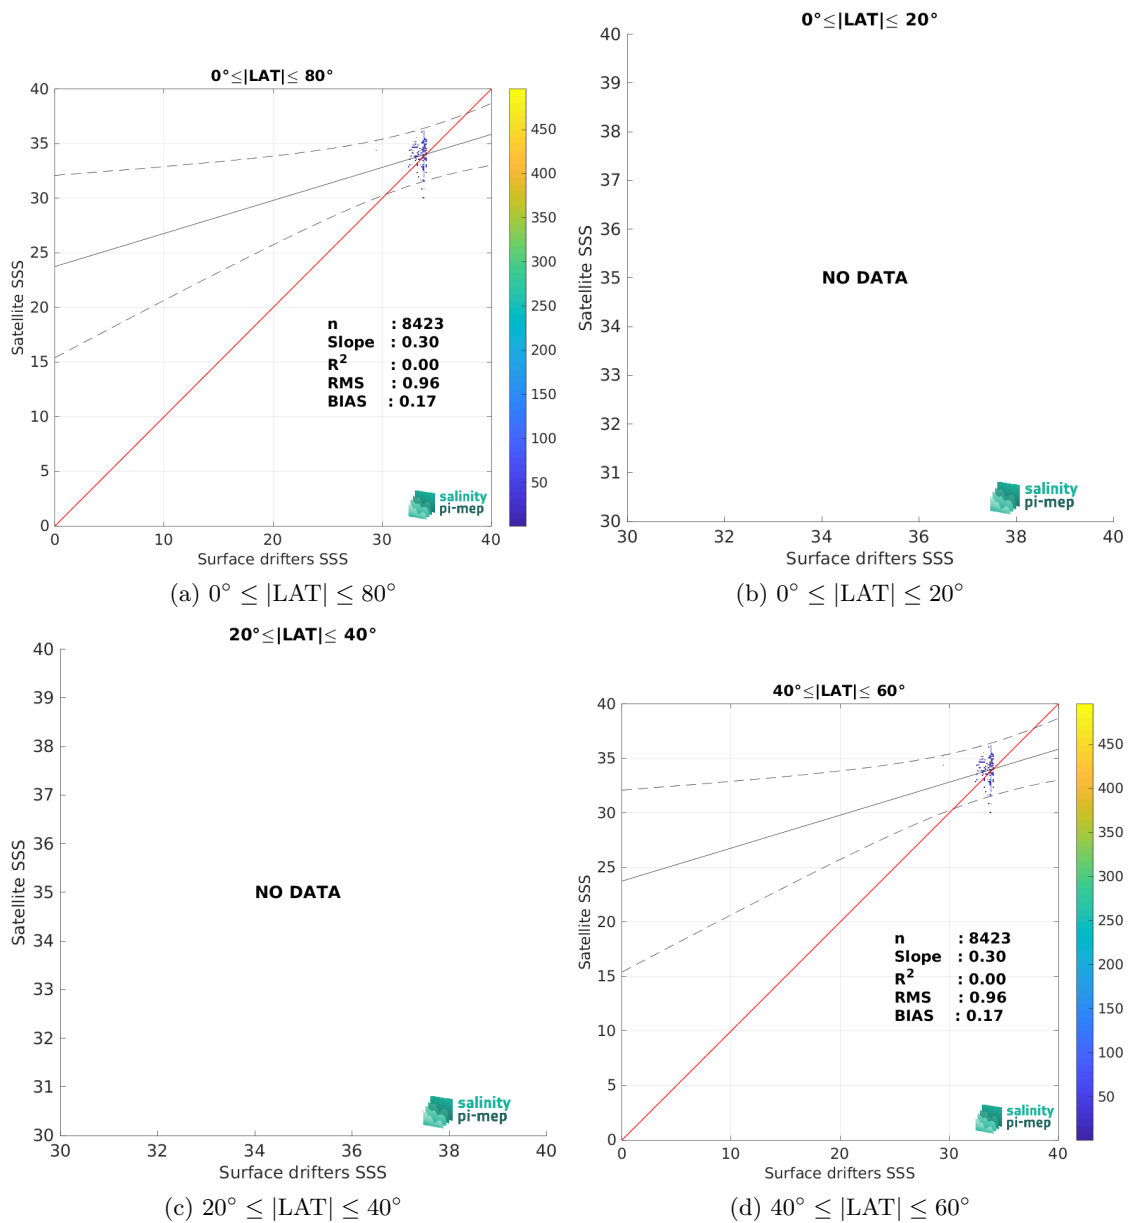 0°≤|LAT|≤ 80°
40
35
30
25
20
15
10
5
0
Satellite SSS
n : 8423
Slope : 0.30
R² : 0.00
RMS : 0.96
BIAS : 0.17
salinity
pi-mep
0 10 20 30 40
Surface drifters SSS
450
400
350
300
250
200
150
100
50
(a) 0° ≤ |LAT| ≤ 80°
0°≤|LAT|≤ 20°
40
39
38
37
36
35
34
33
32
31
30
Satellite SSS
NO DATA
salinity
pi-mep
30 32 34 36 38 40
Surface drifters SSS
(b) 0° ≤ |LAT| ≤ 20°
20°≤|LAT|≤ 40°
40
39
38
37
36
35
34
33
32
31
30
Satellite SSS
NO DATA
salinity
pi-mep
30 32 34 36 38 40
Surface drifters SSS
(c) 20° ≤ |LAT| ≤ 40°
40°≤|LAT|≤ 60°
40
35
30
25
20
15
10
5
0
Satellite SSS
n : 8423
Slope : 0.30
R² : 0.00
RMS : 0.96
BIAS : 0.17
salinity
pi-mep
0 10 20 30 40
Surface drifters SSS
450
400
350
300
250
200
150
100
50
(d) 40° ≤ |LAT| ≤ 60°